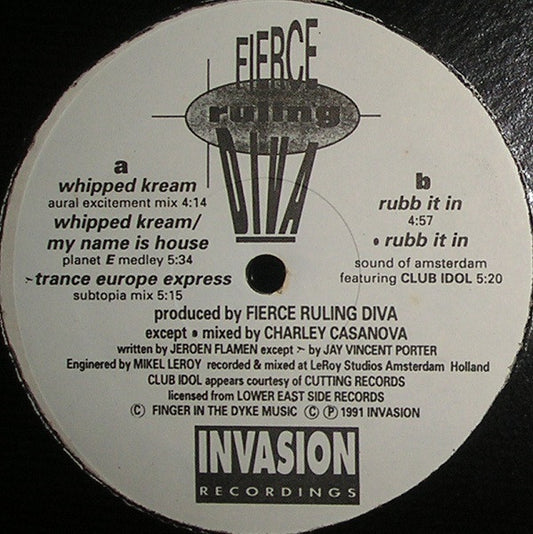 FIERCE
ruling
DIVA
a
whipped kream
aural excitement mix 4:14
whipped kream/
my name is house
planet E medley 5:34
➣trance europe express
subtopia mix 5:15
b
rubb it in
4:57
• rubb it in
sound of amsterdam
featuring CLUB IDOL 5:20
produced by FIERCE RULING DIVA
except • mixed by CHARLEY CASANOVA
written by JEROEN FLAMEN except ➣ by JAY VINCENT PORTER
Enginered by MIKEL LEROY recorded & mixed at LeRoy Studios Amsterdam Holland
CLUB IDOL appears courtesy of CUTTING RECORDS
licensed from LOWER EAST SIDE RECORDS
Ⓒ FINGER IN THE DYKE MUSIC Ⓒ Ⓟ 1991 INVASION
INVASION
RECORDINGS